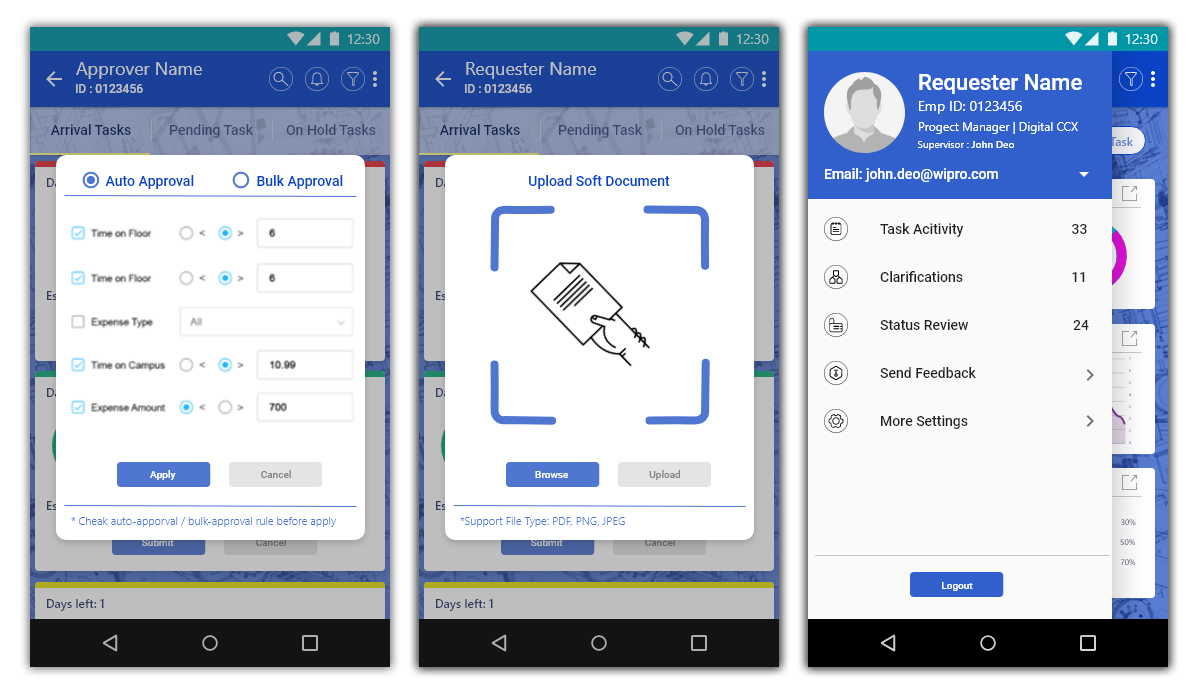 12:30
Approver Name
ID : 0123456
Arrival Tasks Pending Task On Hold Tasks
Auto Approval Bulk Approval
Time on Floor < > 6
Time on Floor < > 6
Expense Type All
Time on Campus < > 10.99
Expense Amount < > 700
Apply Cancel
* Cheak auto-apporval / bulk-approval rule before apply
Submit Cancel
Days left: 1
12:30
Requester Name
ID : 0123456
Arrival Tasks Pending Task On Hold Tasks
Upload Soft Document
Browse Upload
*Support File Type: PDF, PNG, JPEG
Submit Cancel
Days left: 1
12:30
Requester Name
Emp ID: 0123456
Progect Manager | Digital CCX
Supervisor : John Deo
Email: john.deo@wipro.com
Task Acitivity 33
Clarifications 11
Status Review 24
Send Feedback
More Settings
Logout
Task
30%
50%
70%